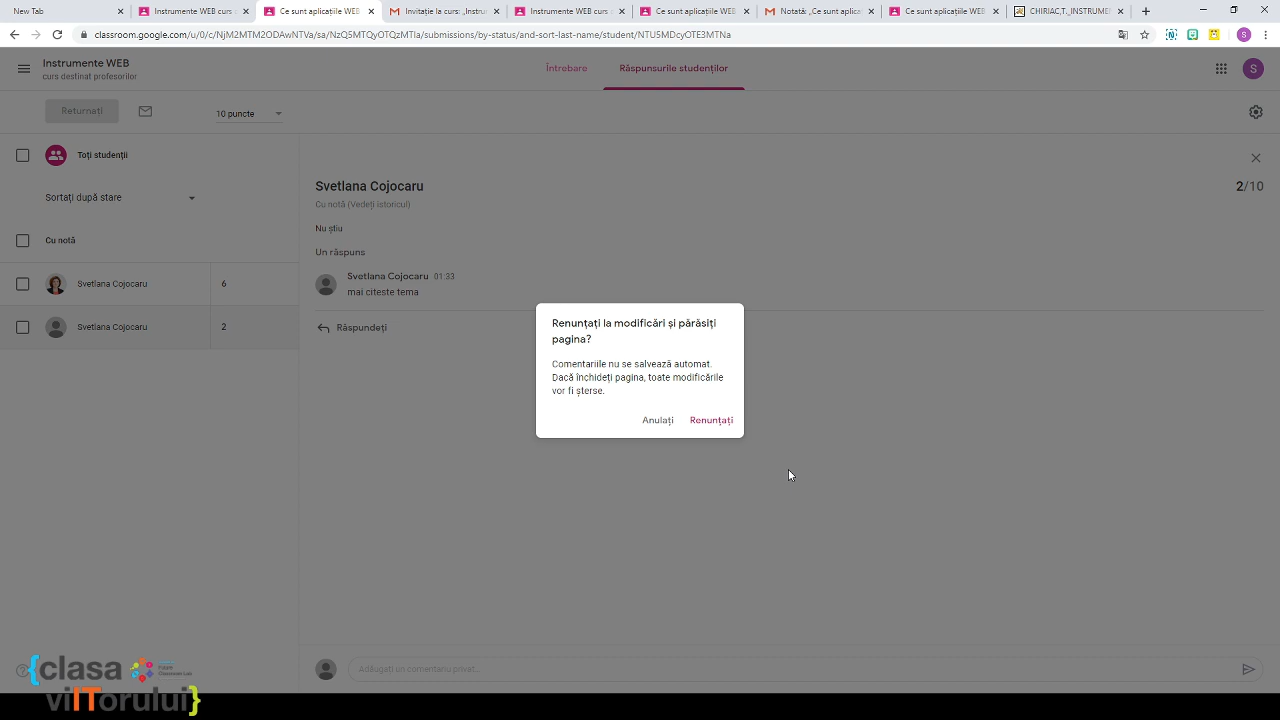 New Tab
Instrumente WEB curs
Ce sunt aplicațiile WEB
Invitație la curs: „Instru
Instrumente WEB curs
Ce sunt aplicațiile WEB
Notată: „Ce sunt aplicaț
Ce sunt aplicațiile WEB
CHIRIAC,T._INSTRUME
classroom.google.com/u/0/c/NjM2MTM2ODAwNTVa/sa/NzQ5MTQyOTQzMTla/submissions/by-status/and-sort-last-name/student/NTU5MDcyOTE3MTNa
S
Instrumente WEB
curs destinat profesorilor
Întrebare
Răspunsurile studenților
S
Returnați
10 puncte
Toți studenții
Sortați după stare
Cu notă
Svetlana Cojocaru
6
Svetlana Cojocaru
2
Svetlana Cojocaru
2/10
Cu notă (Vedeți istoricul)
Nu știu
Un răspuns
Svetlana Cojocaru 01:33
mai citeste tema
Răspundeți
Renunțați la modificări și părăsiți
pagina?
Comentariile nu se salvează automat.
Dacă închideți pagina, toate modificările
vor fi șterse.
Anulați
Renunțați
Adăugați un comentariu privat...
{clasa
viITorului}